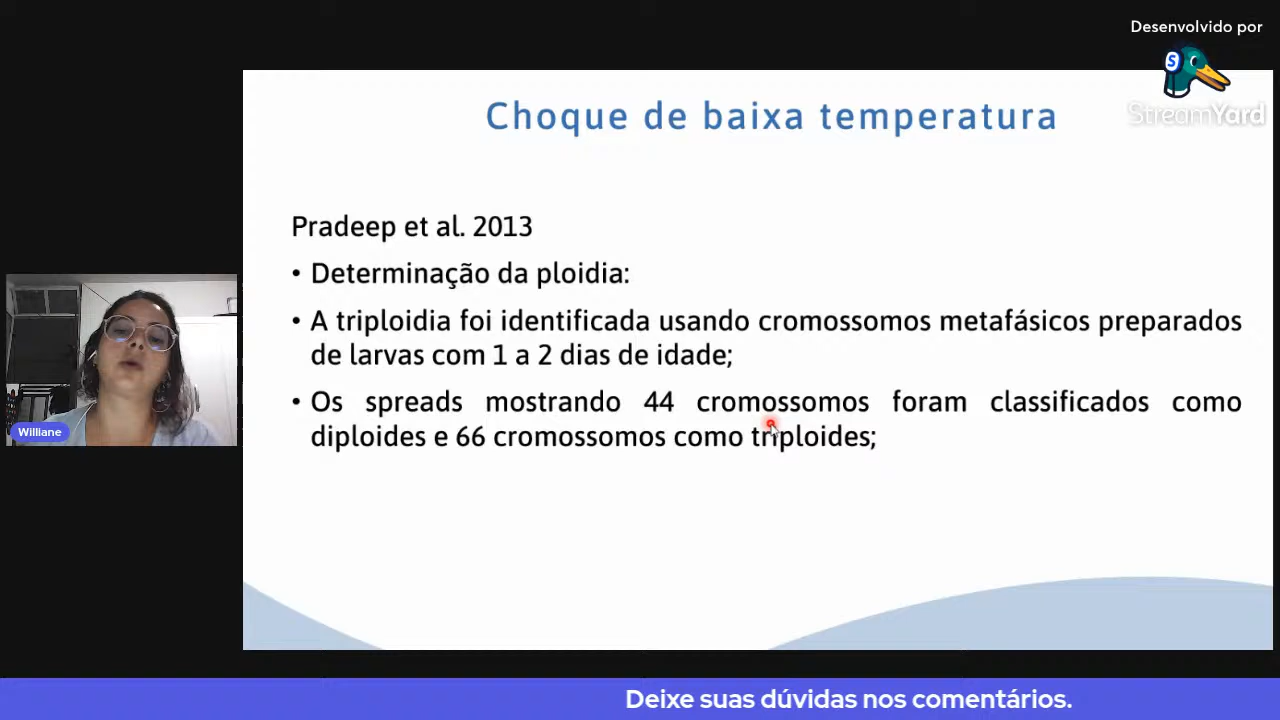 Desenvolvido por
StreamYard
Choque de baixa temperatura
Pradeep et al. 2013
• Determinação da ploidia:
• A triploidia foi identificada usando cromossomos metafásicos preparados
de larvas com 1 a 2 dias de idade;
• Os spreads mostrando 44 cromossomos foram classificados como
diploides e 66 cromossomos como triploides;
Williane
Deixe suas dúvidas nos comentários.